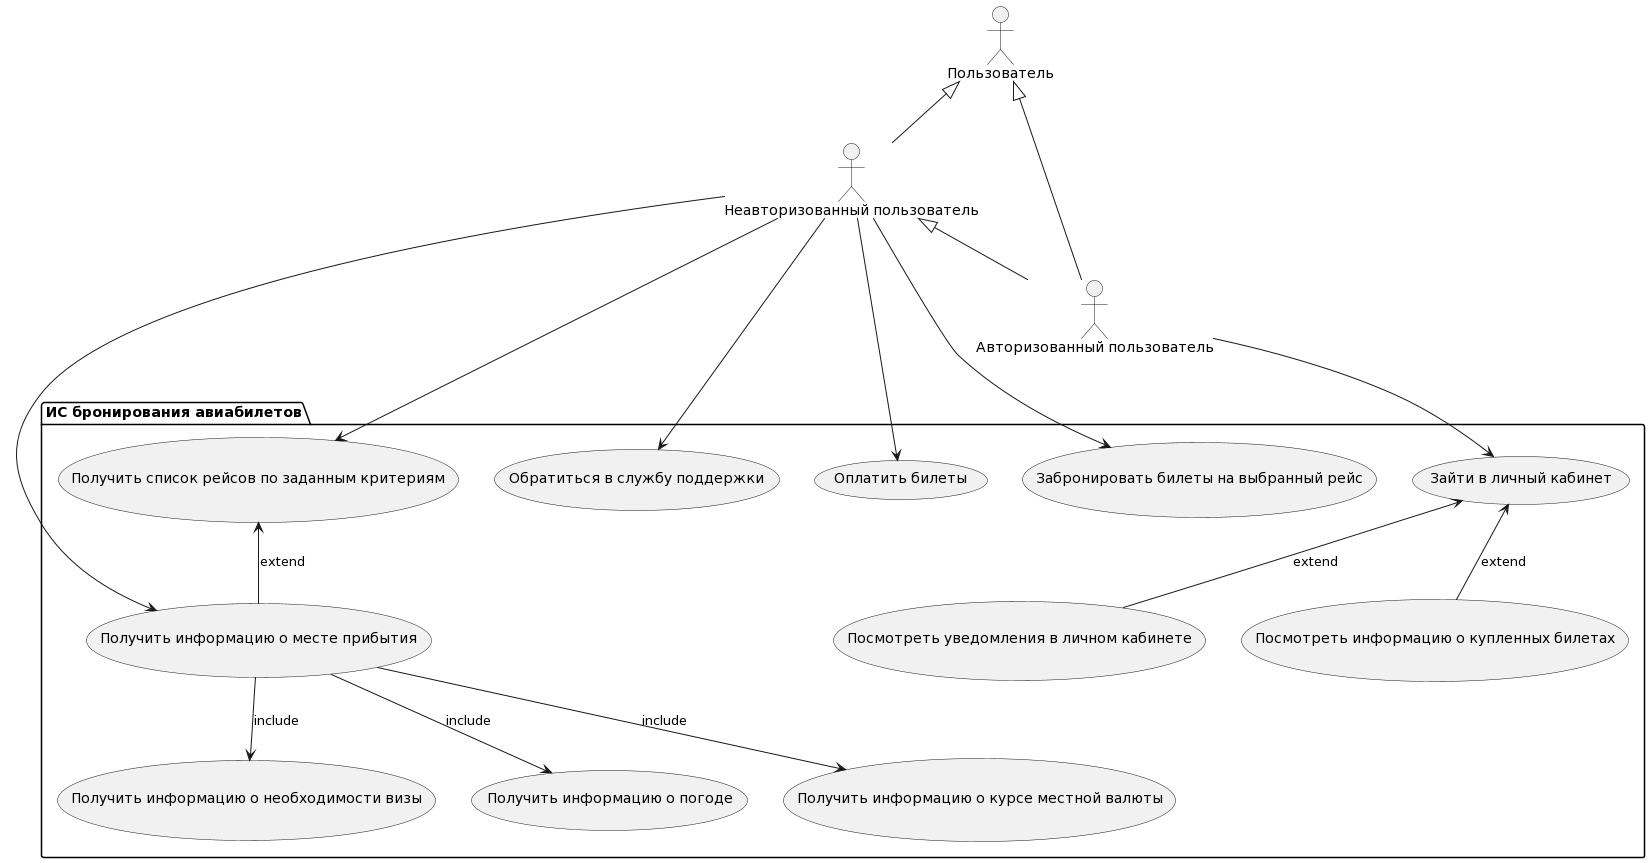 Пользователь
Неавторизованный пользователь
Авторизованный пользователь
ИС бронирования авиабилетов
Получить список рейсов по заданным критериям
Обратиться в службу поддержки
Оплатить билеты
Забронировать билеты на выбранный рейс
Зайти в личный кабинет
extend
extend
extend
Получить информацию о месте прибытия
Посмотреть уведомления в личном кабинете
Посмотреть информацию о купленных билетах
include
include
include
Получить информацию о необходимости визы
Получить информацию о погоде
Получить информацию о курсе местной валюты